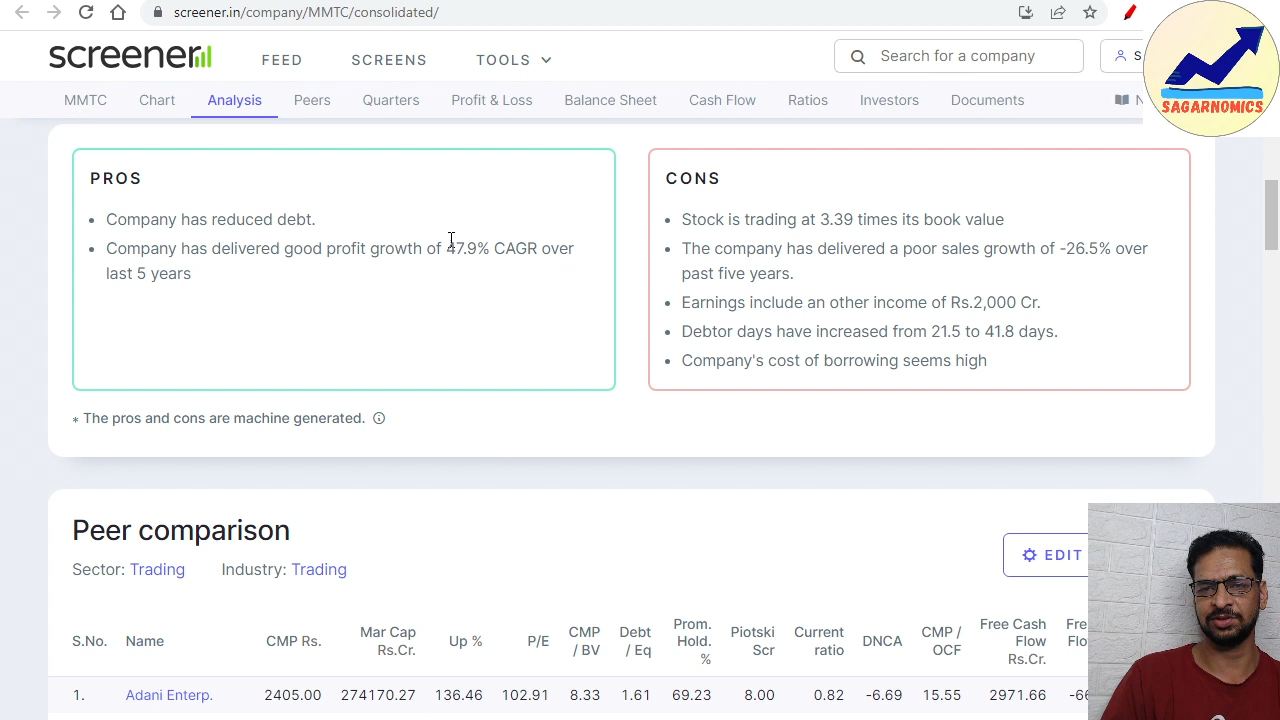 screener.in/company/MMTC/consolidated/
screener
FEED
SCREENS
TOOLS
Search for a company
S
SAGARNOMICS
MMTC
Chart
Analysis
Peers
Quarters
Profit & Loss
Balance Sheet
Cash Flow
Ratios
Investors
Documents
N
PROS
• Company has reduced debt.
• Company has delivered good profit growth of 47.9% CAGR over
last 5 years
CONS
• Stock is trading at 3.39 times its book value
• The company has delivered a poor sales growth of -26.5% over
past five years.
• Earnings include an other income of Rs.2,000 Cr.
• Debtor days have increased from 21.5 to 41.8 days.
• Company's cost of borrowing seems high
* The pros and cons are machine generated.
Peer comparison
Sector: Trading Industry: Trading
EDIT
S.No. Name CMP Rs. Mar Cap Rs.Cr. Up % P/E CMP / BV Debt / Eq Prom. Hold. % Piotski Scr Current ratio DNCA CMP / OCF Free Cash Flow Rs.Cr. Fre Flo
1. Adani Enterp. 2405.00 274170.27 136.46 102.91 8.33 1.61 69.23 8.00 0.82 -6.69 15.55 2971.66 -66